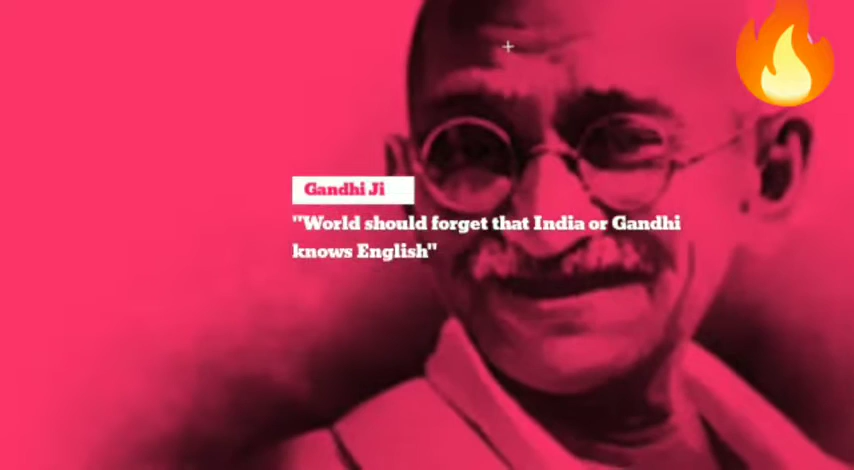 Gandhi Ji
"World should forget that India or Gandhi
knows English"